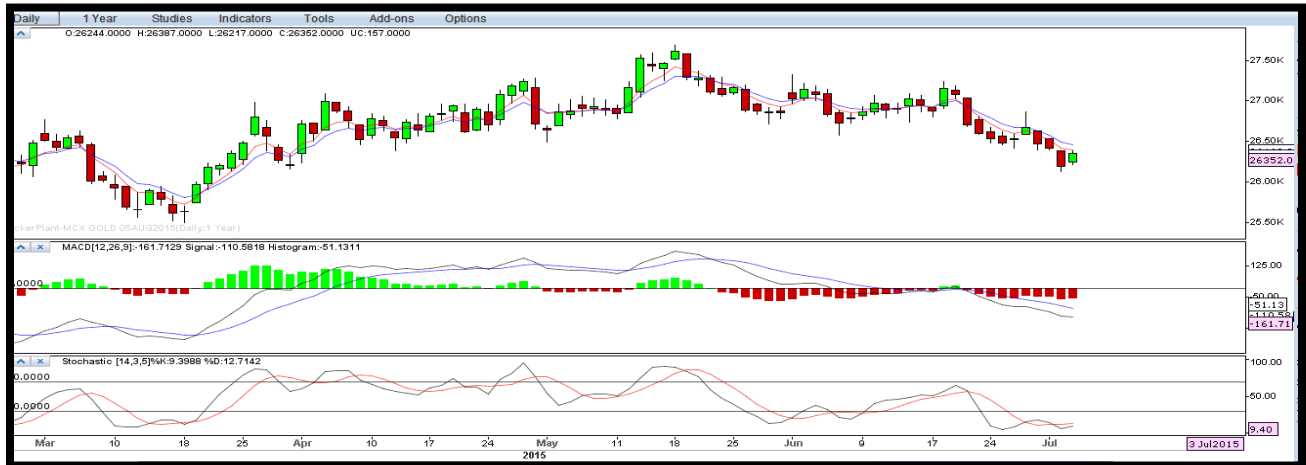 Daily 1 Year Studies Indicators Tools Add-ons Options
O:26244.0000 H:26387.0000 L:26217.0000 C:26352.0000 UC:157.0000
27.50K
27.00K
26.50K
26352.0
26.00K
25.50K
kerPlant-MCX GOLD 05AUG2015(Daily:1 Year)
MACD[12,26,9]:-161.7129 Signal:-110.5818 Histogram:-51.1311
125.00
.0000
-51.13
-161.71
Stochastic [14,3,5]%K:9.3988 %D:12.7142
100.00
0.0000
50.00
0.0000
9.40
Mar 10 18 25 Apr 10 17 24 May 11 18 25 Jun 9 17 24 Jul 3 Jul2015
2015